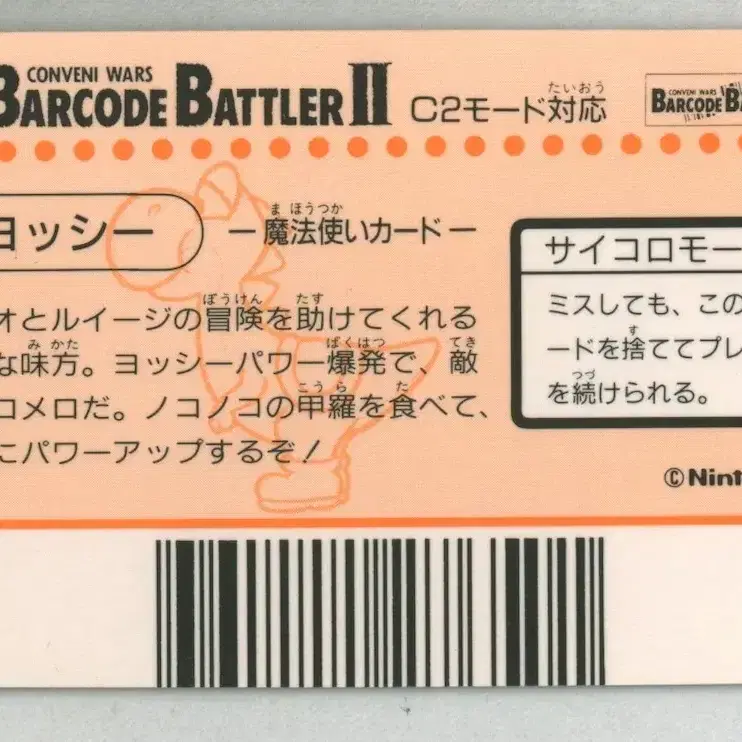 CONVENI WARS
BARCODE BATTLER II
たいおう
C2モード対応
CONVENI WARS
BARCODE BA
ヨッシー
ま ほうつか
ー魔法使いカードー
オとルイージの冒険を助けてくれる
ぼうけん たす
な味方。ヨッシーパワー爆発で、敵
み かた ばくはつ てき
コメロだ。ノコノコの甲羅を食べて、
こうら た
にパワーアップするぞ！
サイコロモー
ミスしても、この
ードを捨ててプレ
す
を続けられる。
つづ
©Nint